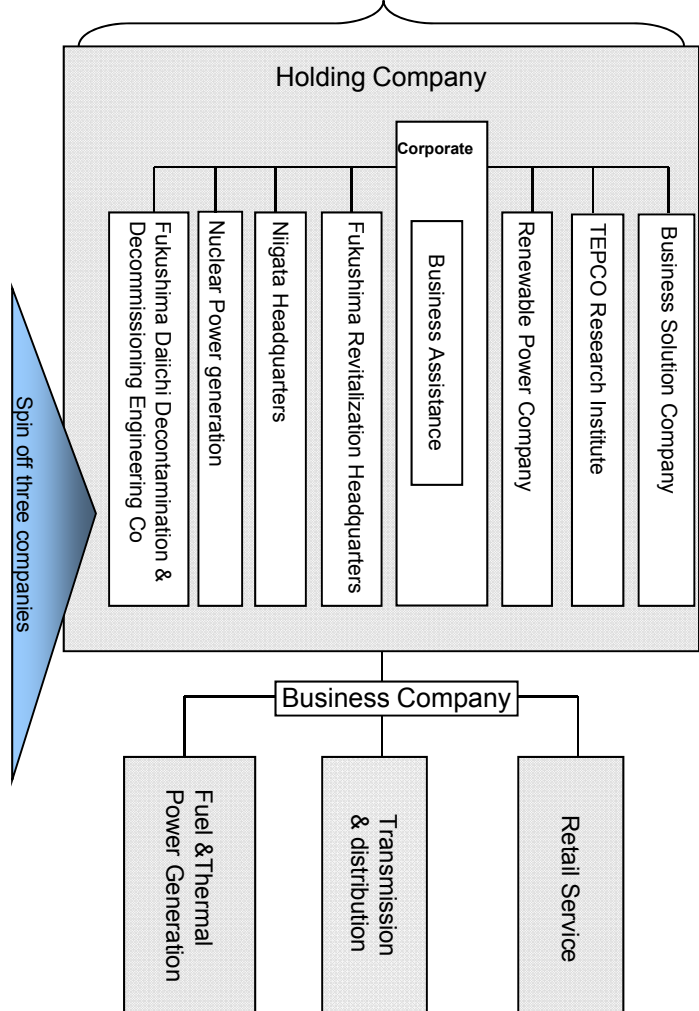 Holding Company
Corporate
Fukushima Daiichi Decontamination &
Decommissioning Engineering Co
Nuclear Power generation
Niigata Headquarters
Fukushima Revitalization Headquarters
Business Assistance
Renewable Power Company
TEPCO Research Institute
Business Solution Company
Spin off three companies
Business Company
Fuel &Thermal
Power Generation
Transmission
& distribution
Retail Service